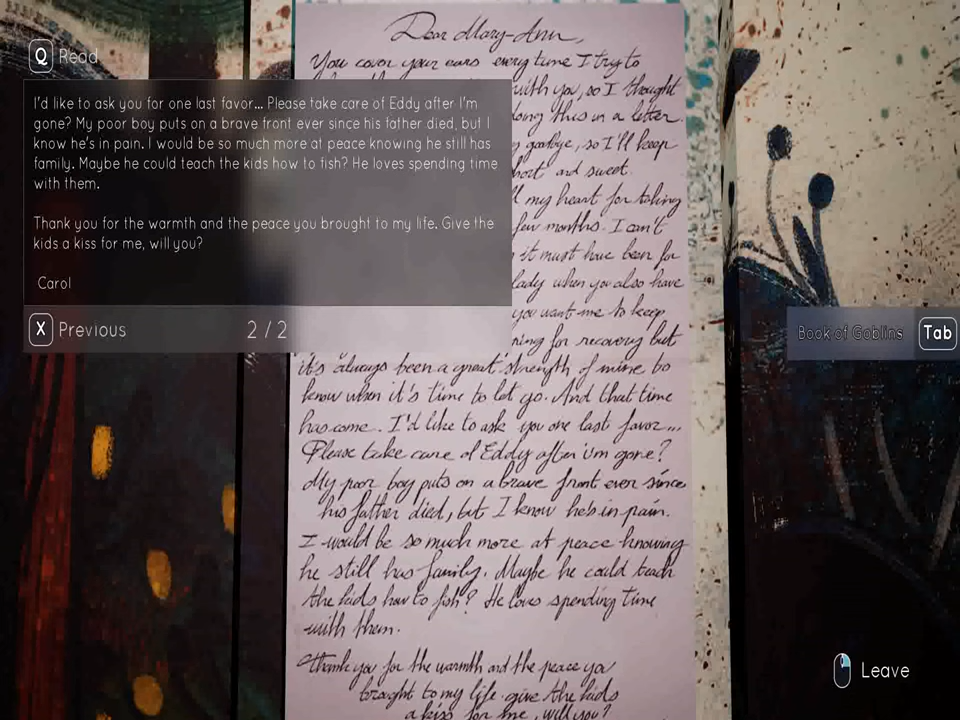 Q Read
I'd like to ask you for one last favor... Please take care of Eddy after I'm
gone? My poor boy puts on a brave front ever since his father died, but I
know he's in pain. I would be so much more at peace knowing he still has
family. Maybe he could teach the kids how to fish? He loves spending time
with them.
Thank you for the warmth and the peace you brought to my life. Give the
kids a kiss for me, will you?
Carol
X Previous 2 / 2
Dear Mary-Ann,
You cover your ears every time I try to
with you, so I thought
doing this in a letter.
goodbye, so I'll keep
short and sweet.
my heart for taking
few months. I can't
it must have been for
lady when you also have
you want me to keep
ning for recovery but
it's always been a great strength of mine to
know when it's time to let go. And that time
has come. I'd like to ask you one last favor...
Please take care of Eddy after i'm gone?
My poor boy puts on a brave front ever since
his father died, but I know he's in pain.
I would be so much more at peace knowing
he still has family. Maybe he could teach
the kids how to fish? He loves spending time
with them.
Thank you for the warmth and the peace you
brought to my life. give the kids
a kiss for me, will you?
Book of Goblins Tab
Leave